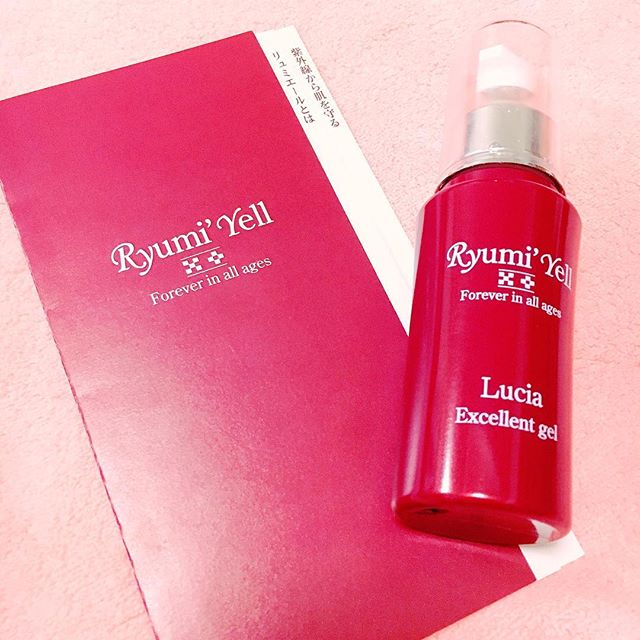 紫外線から肌を守る
リュミエールとは
Ryumi' Yell
Forever in all ages
Ryumi' Yell
Forever in all ages
Lucia
Excellent gel